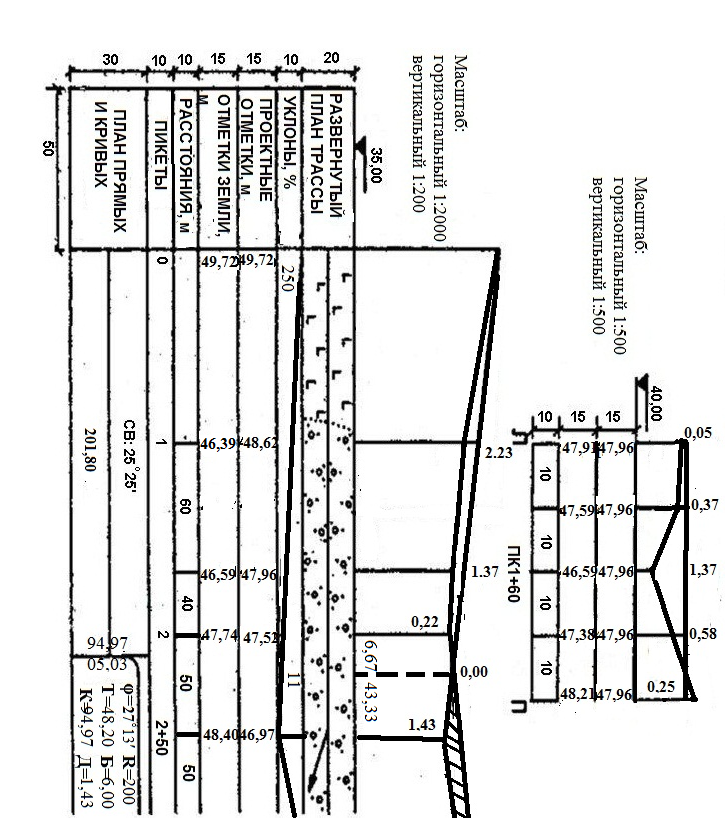 Масштаб:
горизонтальный 1:2000
вертикальный 1:200
35,00
20
10
15
15
10
10
30
50
РАЗВЕРНУТЫЙ
ПЛАН ТРАССЫ
УКЛОНЫ, %
ПРОЕКТНЫЕ
ОТМЕТКИ, м
ОТМЕТКИ ЗЕМЛИ,
м
РАССТОЯНИЯ, м
ПИКЕТЫ
ПЛАН ПРЯМЫХ
И КРИВЫХ
2.23
1.37
0,22
0,00
1,43
6,67
43,33
250
11
49,72
48,62
47,96
47,52
46,97
49,72
46,39
46,59
47,74
48,40
60
40
50
50
0
1
2
2+50
СВ: 25°25'
201,80
94,97
05,03
φ=27°13' R=200
Т=48,20 Б=6,00
К=94,97 Д=1,43
Масштаб:
горизонтальный 1:500
вертикальный 1:500
40,00
15
15
10
0,05
0,37
1,37
0,58
0,25
47,96
47,96
47,96
47,96
47,96
47,91
47,59
46,59
47,38
48,21
10
10
10
10
Л
П
ПК1+60